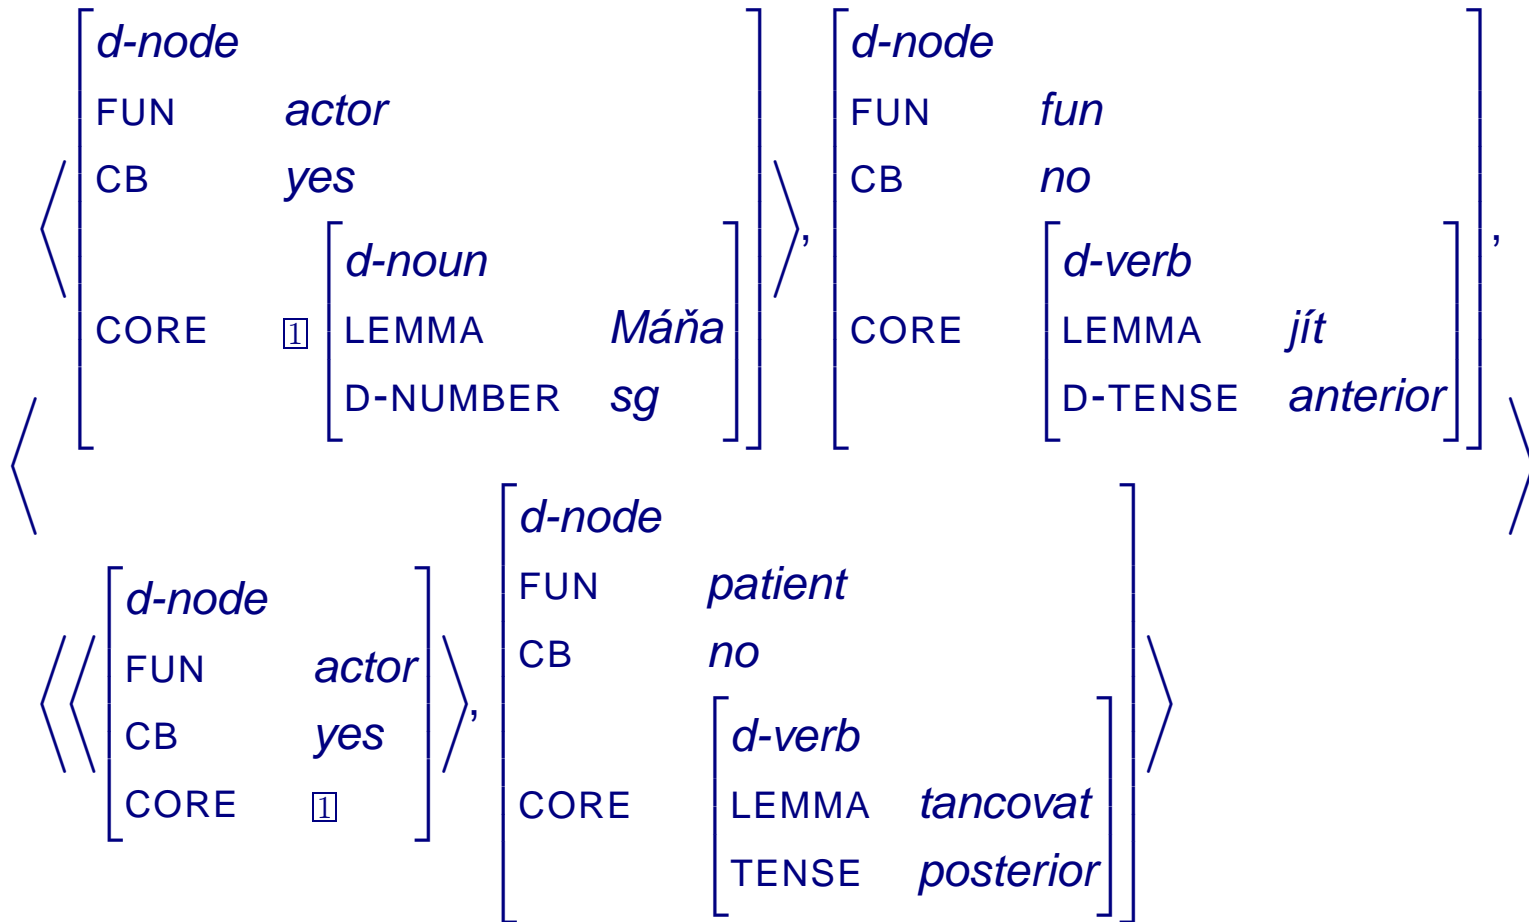 ⟨ ⟨ [ d-node ] ⟩, [ d-node ],
FUN actor FUN fun
CB yes CB no
d-noun d-verb
CORE 1 LEMMA Máňa CORE LEMMA jít
D-NUMBER sg D-TENSE anterior
⟨ ⟨ [ d-node ] ⟩, [ d-node ] ⟩ ⟩
FUN actor FUN patient
CB yes CB no
CORE 1
d-verb
CORE LEMMA tancovat
TENSE posterior